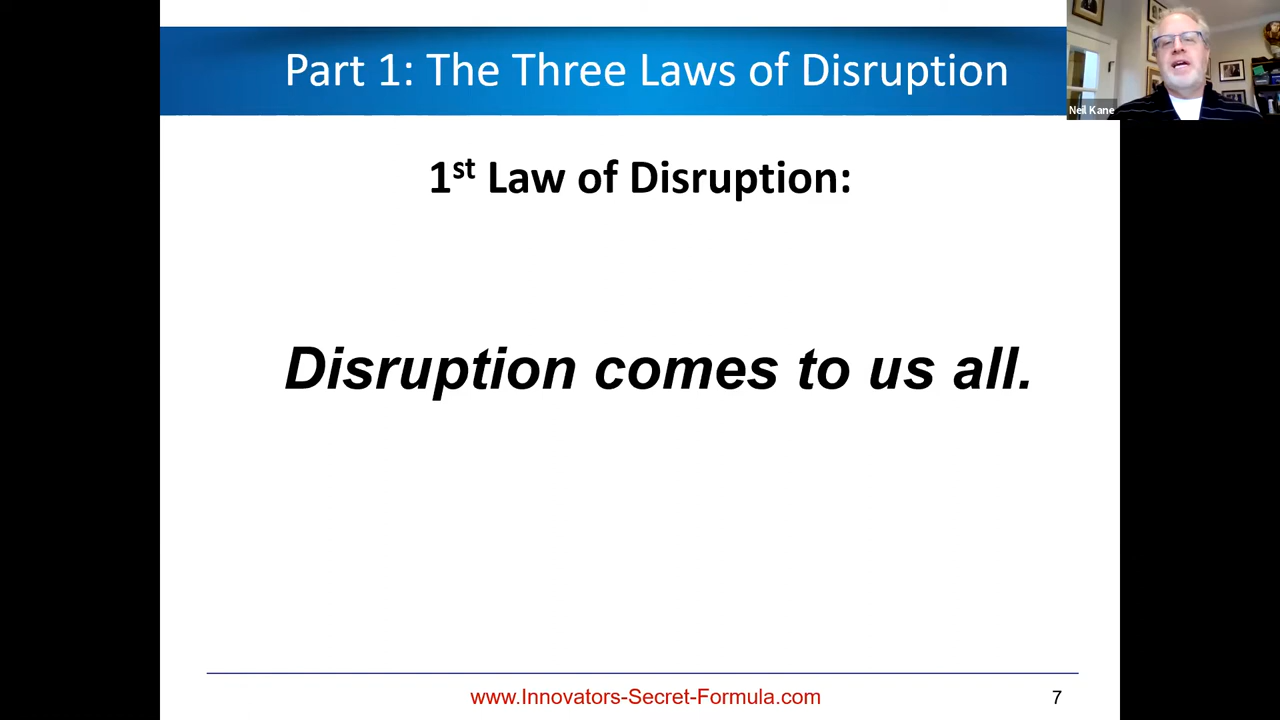 Part 1: The Three Laws of Disruption
Neil Kane
1st Law of Disruption:
Disruption comes to us all.
www.Innovators-Secret-Formula.com
7